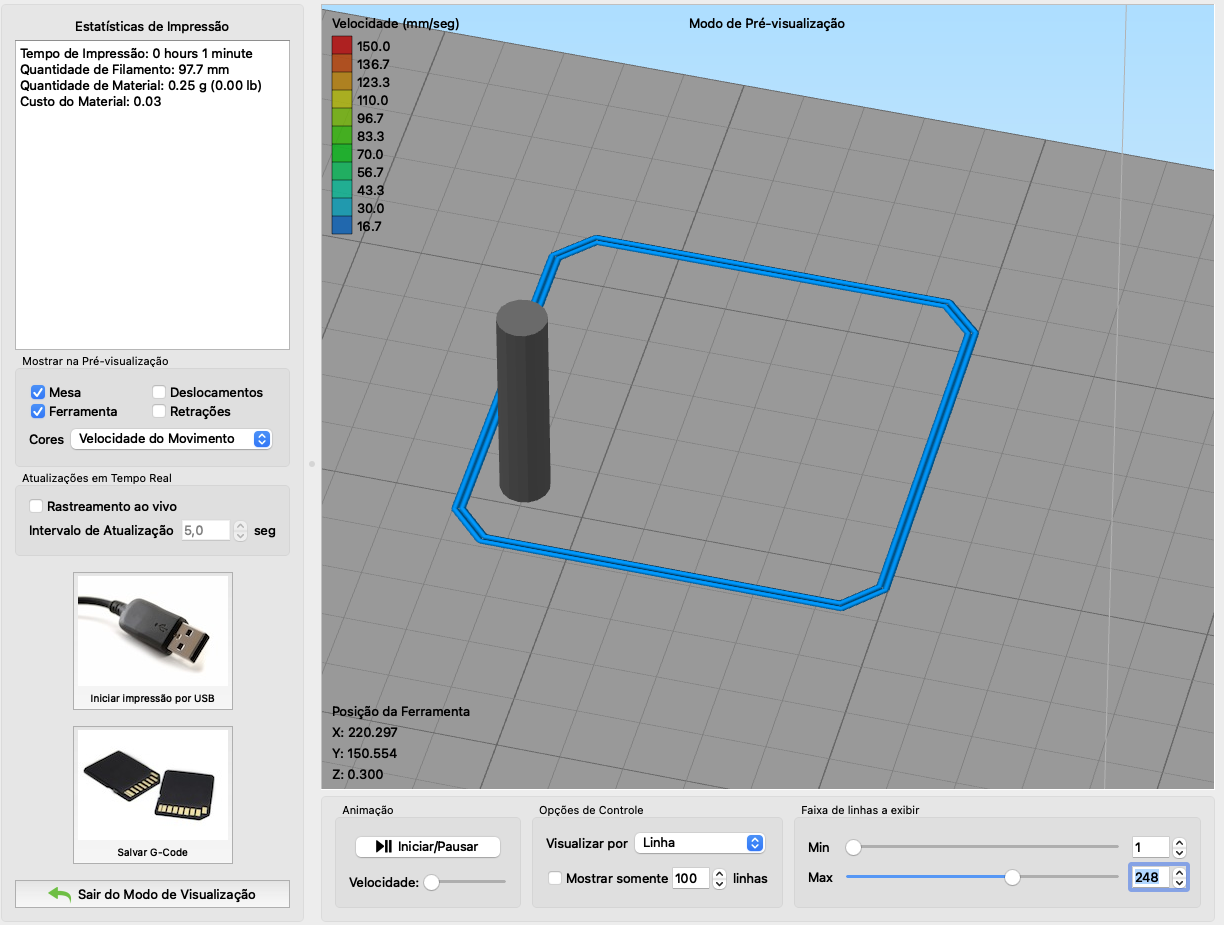 Estatísticas de Impressão
Tempo de Impressão: 0 hours 1 minute
Quantidade de Filamento: 97.7 mm
Quantidade de Material: 0.25 g (0.00 lb)
Custo do Material: 0.03
Mostrar na Pré-visualização
Mesa
Deslocamentos
Ferramenta
Retrações
Cores Velocidade do Movimento
Atualizações em Tempo Real
Rastreamento ao vivo
Intervalo de Atualização 5,0 seg
Iniciar impressão por USB
Salvar G-Code
Sair do Modo de Visualização
Velocidade (mm/seg)
150.0
136.7
123.3
110.0
96.7
83.3
70.0
56.7
43.3
30.0
16.7
Modo de Pré-visualização
Posição da Ferramenta
X: 220.297
Y: 150.554
Z: 0.300
Animação
Iniciar/Pausar
Velocidade:
Opções de Controle
Visualizar por Linha
Mostrar somente 100 linhas
Faixa de linhas a exibir
Min 1
Max 248